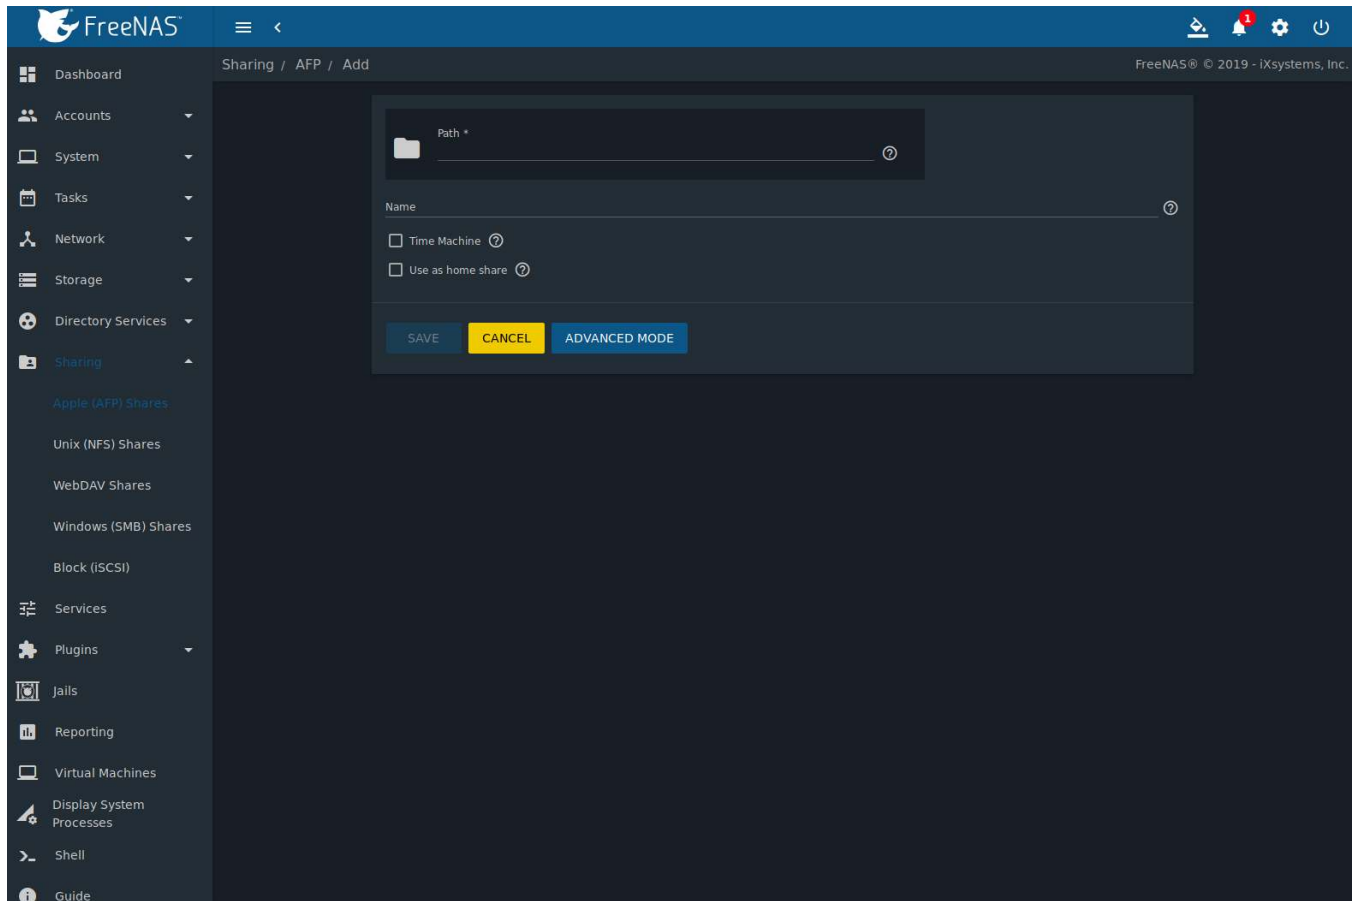 FreeNAS™
1
Sharing / AFP / Add
FreeNAS® © 2019 - iXsystems, Inc.
Dashboard
Accounts
System
Tasks
Network
Storage
Directory Services
Sharing
Apple (AFP) Shares
Unix (NFS) Shares
WebDAV Shares
Windows (SMB) Shares
Block (iSCSI)
Services
Plugins
Jails
Reporting
Virtual Machines
Display System
Processes
Shell
Guide
Path *
Name
Time Machine
Use as home share
SAVE CANCEL ADVANCED MODE